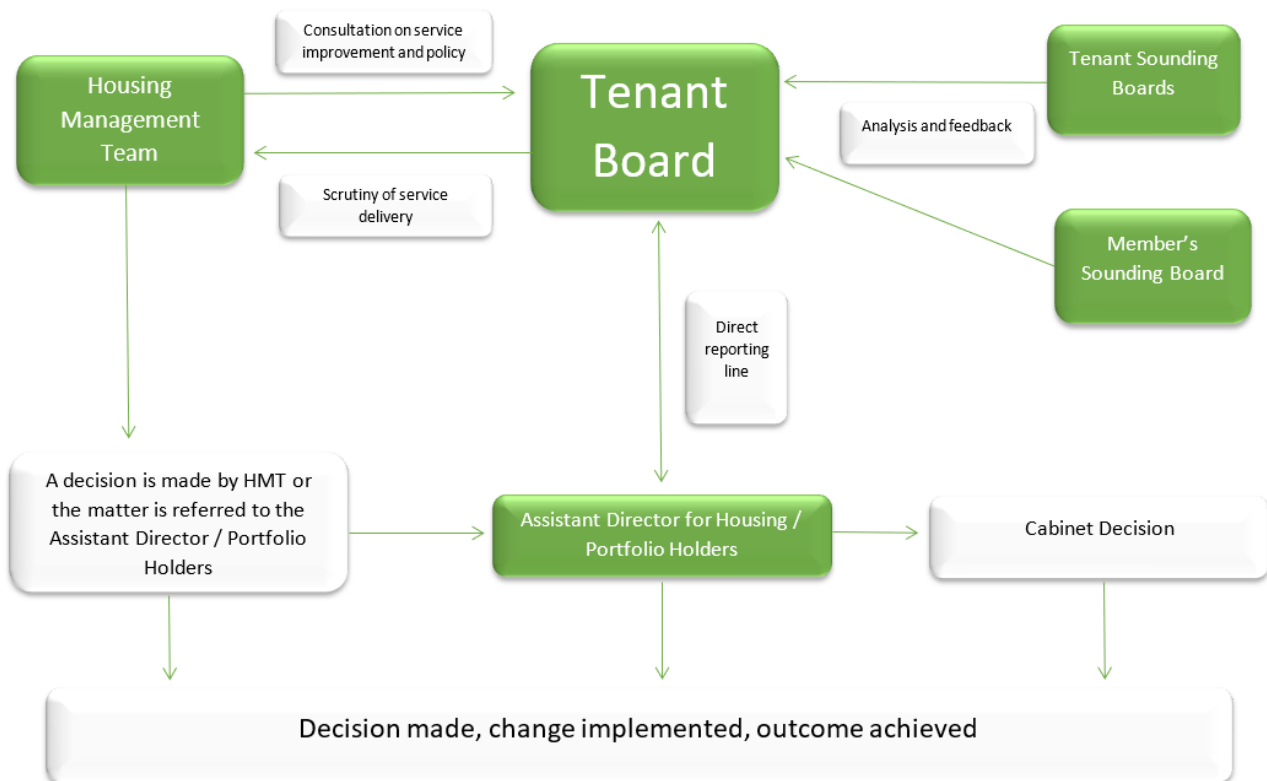 Consultation on service
improvement and policy
Housing
Management
Team
Tenant
Board
Tenant Sounding
Boards
Analysis and feedback
Scrutiny of service
delivery
Member’s
Sounding Board
Direct
reporting
line
A decision is made by HMT or
the matter is referred to the
Assistant Director / Portfolio
Holders
Assistant Director for Housing /
Portfolio Holders
Cabinet Decision
Decision made, change implemented, outcome achieved